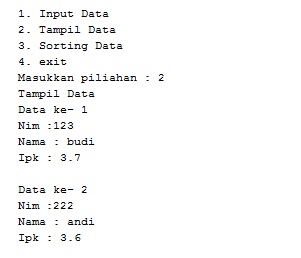 1. Input Data
2. Tampil Data
3. Sorting Data
4. exit
Masukkan piliahan : 2
Tampil Data
Data ke- 1
Nim :123
Nama : budi
Ipk : 3.7
Data ke- 2
Nim :222
Nama : andi
Ipk : 3.6